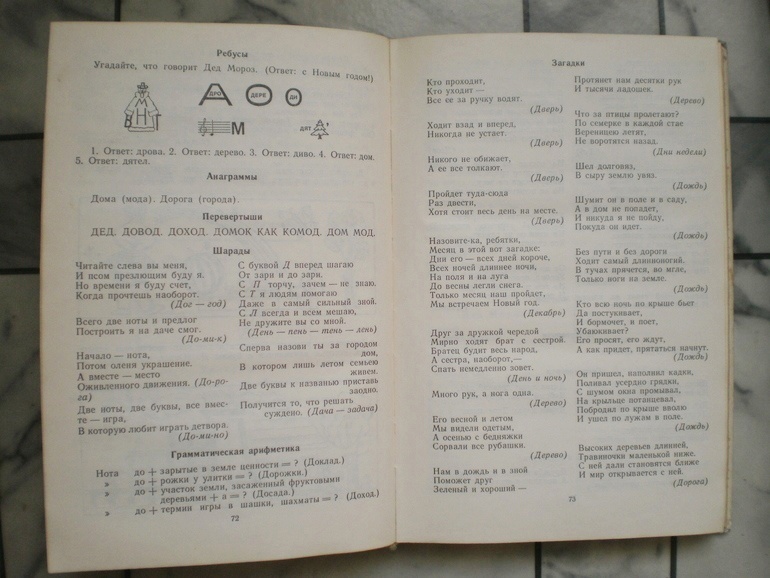 Ребусы
Угадайте, что говорит Дед Мороз. (Ответ: с Новым годом!)
ДРО
ДЕРЕ
ДИ
М
ДЯТ
1. Ответ: дрова. 2. Ответ: дерево. 3. Ответ: диво. 4. Ответ: дом.
5. Ответ: дятел.
Анаграммы
Дома (мода). Дорога (города).
Перевертыши
ДЕД. ДОВОД. ДОХОД. ДОМОК КАК КОМОД. ДОМ МОД.
Шарады
Читайте слева вы меня,
И псом презлющим буду я.
Но времени я буду счет,
Когда прочтешь наоборот.
(Дог — год)
Всего две ноты и предлог
Построить я на даче смог.
(До-ми-к)
Начало — нота,
Потом оленя украшение.
А вместе — место
Оживленного движения. (До-ро-
га)
Две ноты, две буквы, все вмес-
те — игра,
В которую любит играть детвора.
(До-ми-но)
С буквой Д вперед шагаю
От зари и до зари.
С П торчу, зачем — не знаю.
С Т я людям помогаю
Даже в самый сильный зной.
С Л всегда и всем мешаю,
Не дружите вы со мной.
(День — пень — тень — лень)
Сперва назови ты за городом
дом,
В котором лишь летом семьею
живем.
Две буквы к названью приставь
заодно.
Получится то, что решать
суждено. (Дача — задача)
Грамматическая арифметика
Нота до + зарытые в земле ценности = ? (Доклад.)
» до + рожки у улитки = ? (Дорожки.)
» до + участок земли, засаженный фруктовыми
деревьями + а = ? (Досада.)
» до + термин игры в шашки, шахматы = ? (Доход.)
72
Загадки
Кто проходит,
Кто уходит —
Все ее за ручку водят.
(Дверь)
Ходит взад и вперед,
Никогда не устает.
(Дверь)
Никого не обижает,
А ее все толкают.
(Дверь)
Пройдет туда-сюда
Раз двести,
Хотя стоит весь день на месте.
(Дверь)
Назовите-ка, ребятки,
Месяц в этой вот загадке:
Дни его — всех дней короче,
Всех ночей длиннее ночи,
На поля и на луга
До весны легли снега.
Только месяц наш пройдет,
Мы встречаем Новый год.
(Декабрь)
Друг за дружкой чередой
Мирно ходят брат с сестрой.
Братец будит весь народ,
А сестра, наоборот,—
Спать немедленно зовет.
(День и ночь)
Много рук, а нога одна.
(Дерево)
Его весной и летом
Мы видели одетым,
А осенью с бедняжки
Сорвали все рубашки.
(Дерево)
Нам в дождь и в зной
Поможет друг
Зеленый и хороший —
Протянет нам десятки рук
И тысячи ладошек.
(Дерево)
Что за птицы пролетают?
По семерке в каждой стае
Вереницею летят,
Не воротятся назад.
(Дни недели)
Шел долговяз,
В сыру землю увяз.
(Дождь)
Шумит он в поле и в саду,
А в дом не попадет,
И никуда я не пойду,
Покуда он идет.
(Дождь)
Без пути и без дороги
Ходит самый длинноногий.
В тучах прячется, во мгле,
Только ноги на земле.
(Дождь)
Кто всю ночь по крыше бьет
Да постукивает,
И бормочет, и поет,
Убаюкивает?
Его просят, его ждут,
А как придет, прятаться начнут.
(Дождь)
Он пришел, наполнил кадки,
Поливал усердно грядки,
С шумом окна промывал,
На крыльце потанцевал,
Побродил по крыше вволю
И ушел по лужам в поле.
(Дождь)
Высоких деревьев длинней,
Травиночки маленькой ниже.
С ней дали становятся ближе
И мир открывается с ней.
(Дорога)
73